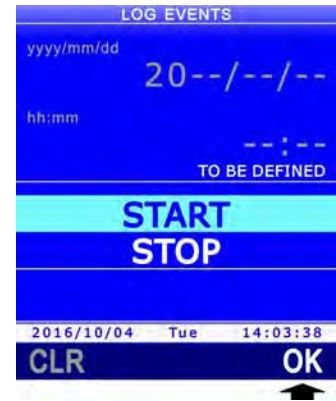 LOG EVENTS
yyyy/mm/dd
20--/--/--
hh:mm
--:--
TO BE DEFINED
START
STOP
2016/10/04 Tue 14:03:38
CLR OK